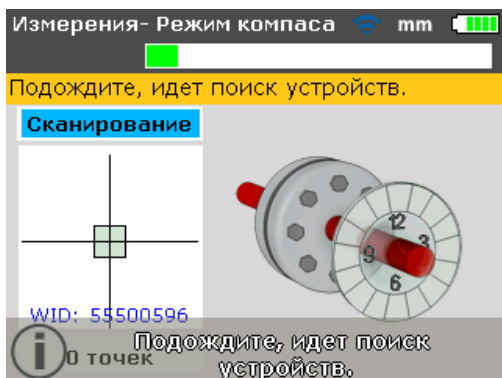 Измерения- Режим компаса mm
Подождите, идет поиск устройств.
Сканирование
12
3
9
6
WID: 55500596
0 точек
Подождите, идет поиск
устройств.